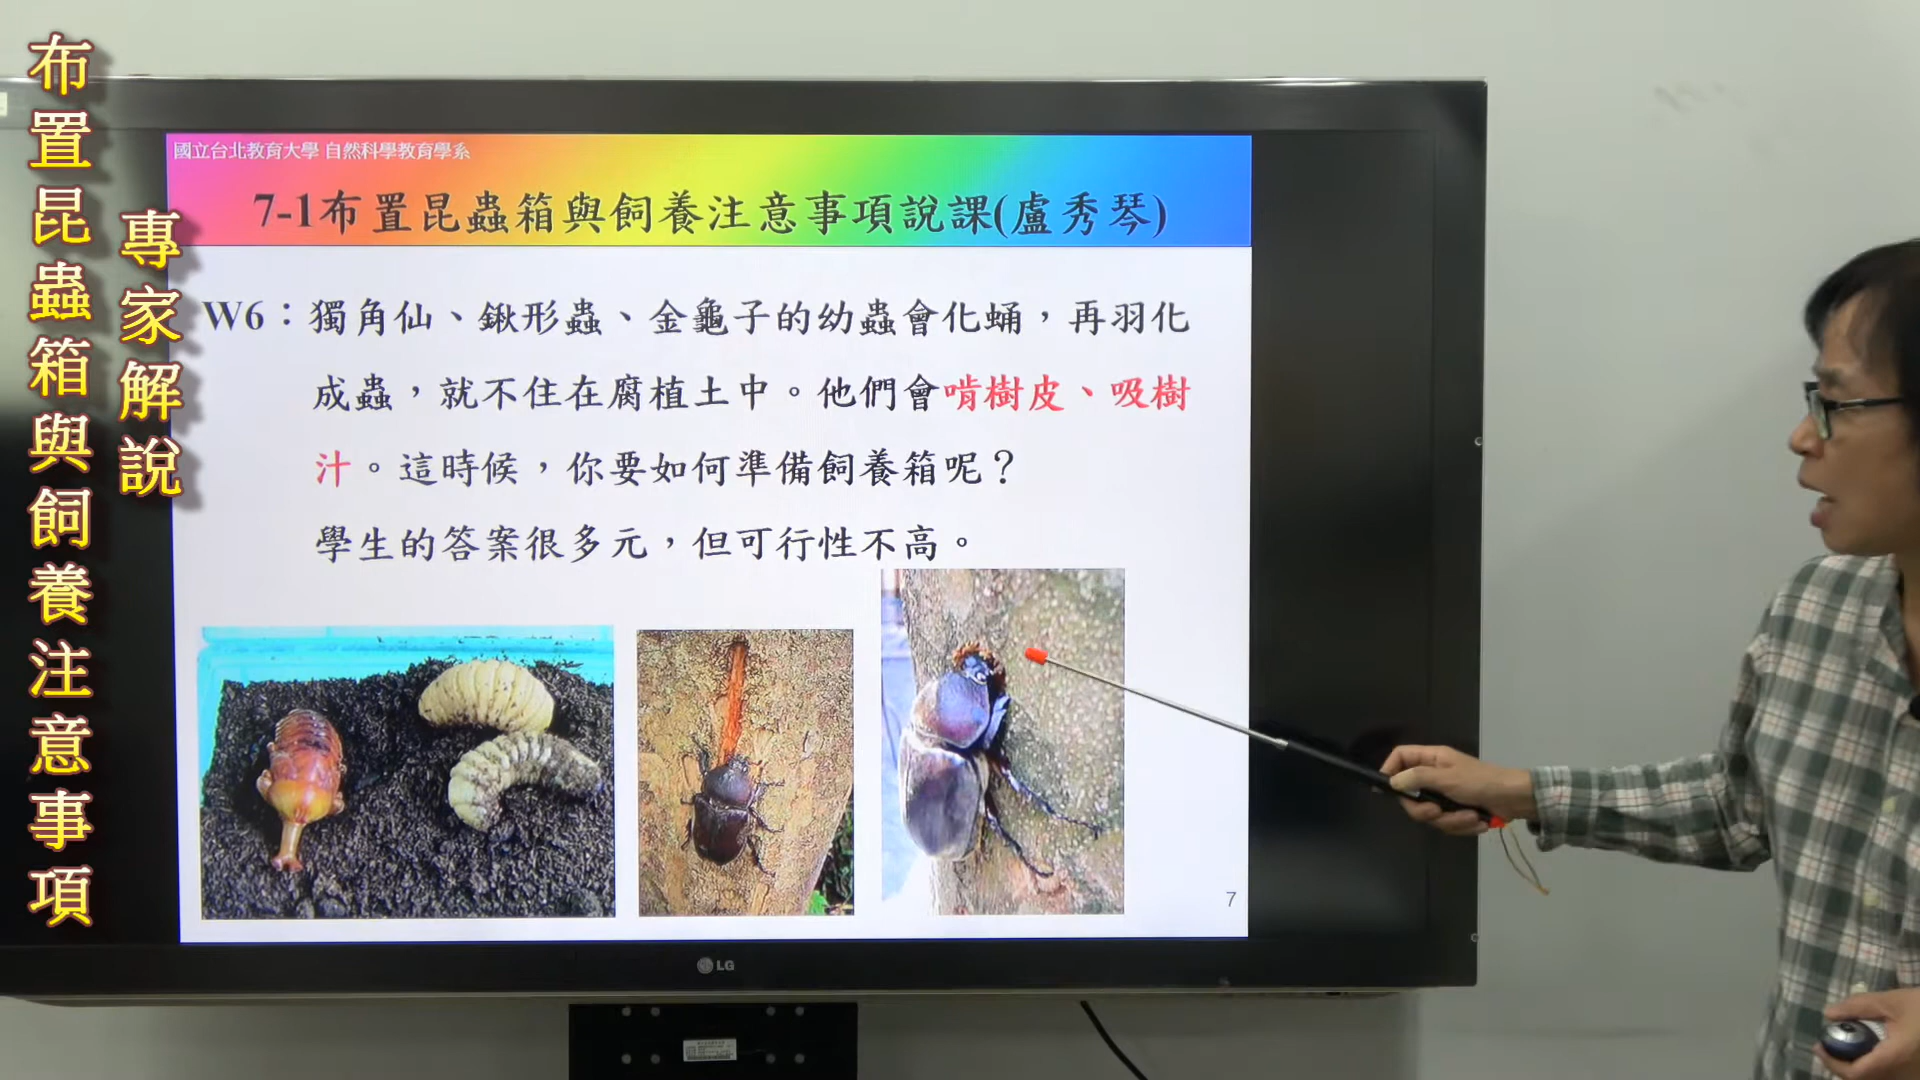 布置昆蟲箱與飼養注意事項
專家解說
國立台北教育大學 自然科學教育學系
7-1布置昆蟲箱與飼養注意事項說課(盧秀琴)
W6：獨角仙、鍬形蟲、金龜子的幼蟲會化蛹，再羽化
成蟲，就不住在腐植土中。他們會啃樹皮、吸樹
汁。這時候，你要如何準備飼養箱呢？
學生的答案很多元，但可行性不高。
7
LG